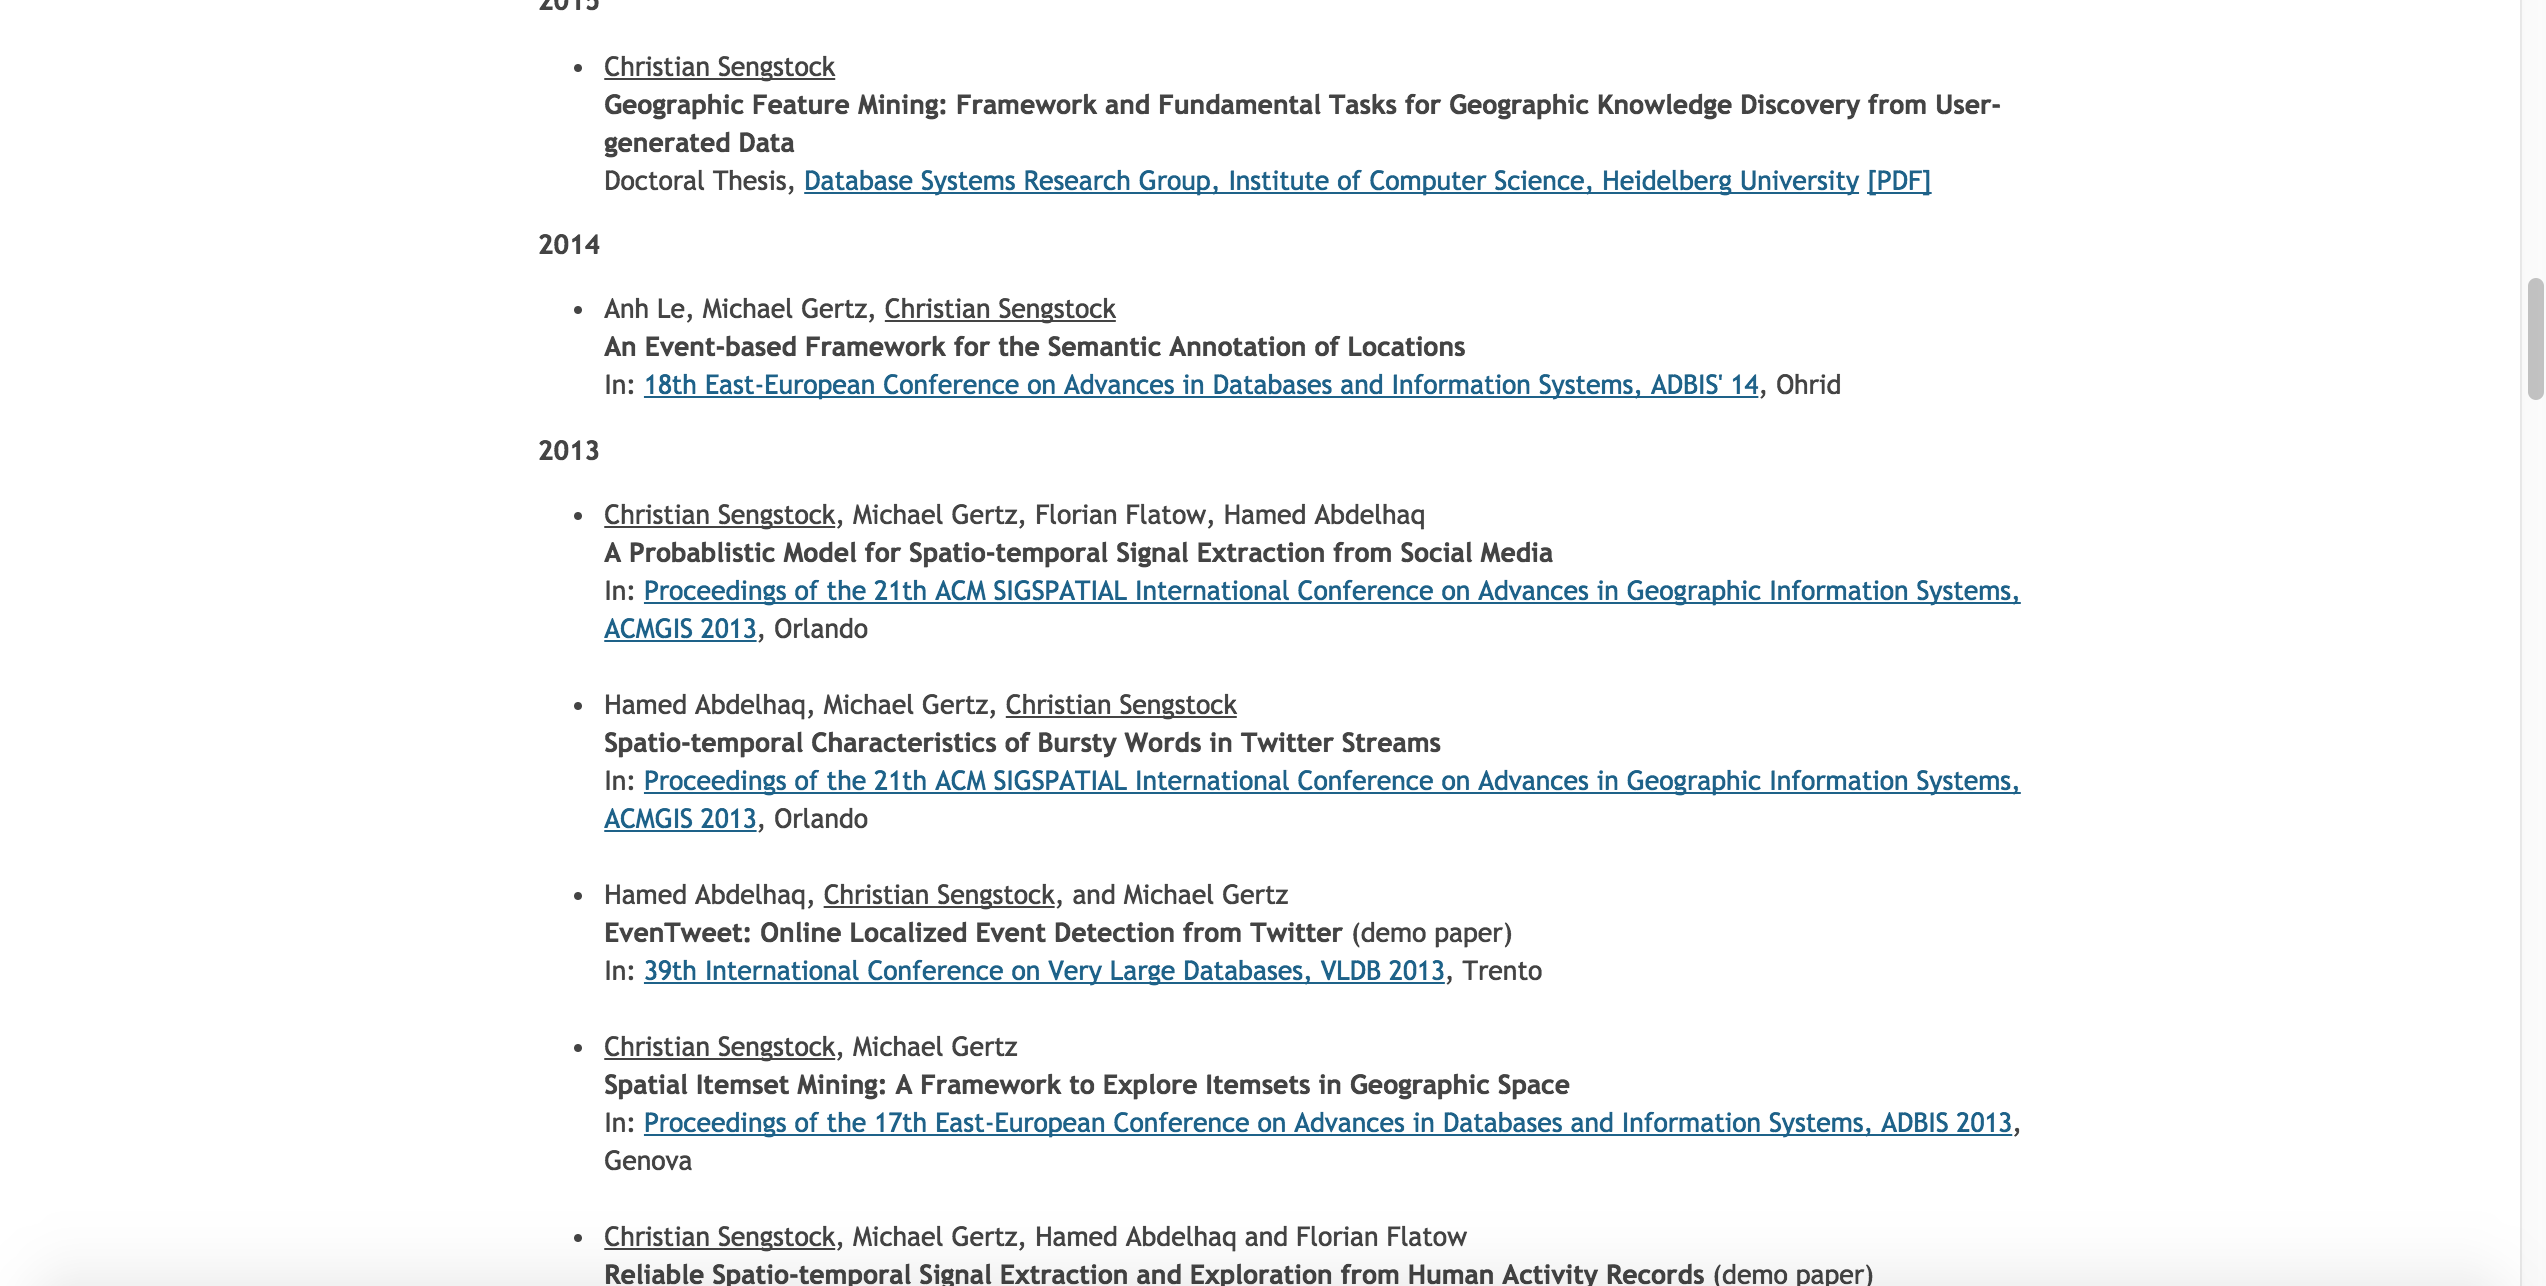 2015
Christian Sengstock
Geographic Feature Mining: Framework and Fundamental Tasks for Geographic Knowledge Discovery from User-
generated Data
Doctoral Thesis, Database Systems Research Group, Institute of Computer Science, Heidelberg University [PDF]
2014
Anh Le, Michael Gertz, Christian Sengstock
An Event-based Framework for the Semantic Annotation of Locations
In: 18th East-European Conference on Advances in Databases and Information Systems, ADBIS' 14, Ohrid
2013
Christian Sengstock, Michael Gertz, Florian Flatow, Hamed Abdelhaq
A Probablistic Model for Spatio-temporal Signal Extraction from Social Media
In: Proceedings of the 21th ACM SIGSPATIAL International Conference on Advances in Geographic Information Systems,
ACMGIS 2013, Orlando
Hamed Abdelhaq, Michael Gertz, Christian Sengstock
Spatio-temporal Characteristics of Bursty Words in Twitter Streams
In: Proceedings of the 21th ACM SIGSPATIAL International Conference on Advances in Geographic Information Systems,
ACMGIS 2013, Orlando
Hamed Abdelhaq, Christian Sengstock, and Michael Gertz
EvenTweet: Online Localized Event Detection from Twitter (demo paper)
In: 39th International Conference on Very Large Databases, VLDB 2013, Trento
Christian Sengstock, Michael Gertz
Spatial Itemset Mining: A Framework to Explore Itemsets in Geographic Space
In: Proceedings of the 17th East-European Conference on Advances in Databases and Information Systems, ADBIS 2013,
Genova
Christian Sengstock, Michael Gertz, Hamed Abdelhaq and Florian Flatow
Reliable Spatio-temporal Signal Extraction and Exploration from Human Activity Records (demo paper)